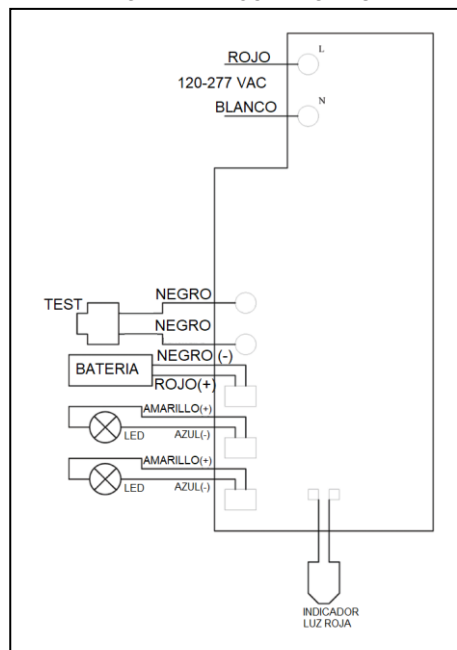 ROJO
L
120-277 VAC
BLANCO
N
NEGRO
TEST
NEGRO
NEGRO (-)
BATERIA
ROJO(+)
AMARILLO(+)
LED
AZUL(-)
AMARILLO(+)
LED
AZUL(-)
INDICADOR
LUZ ROJA